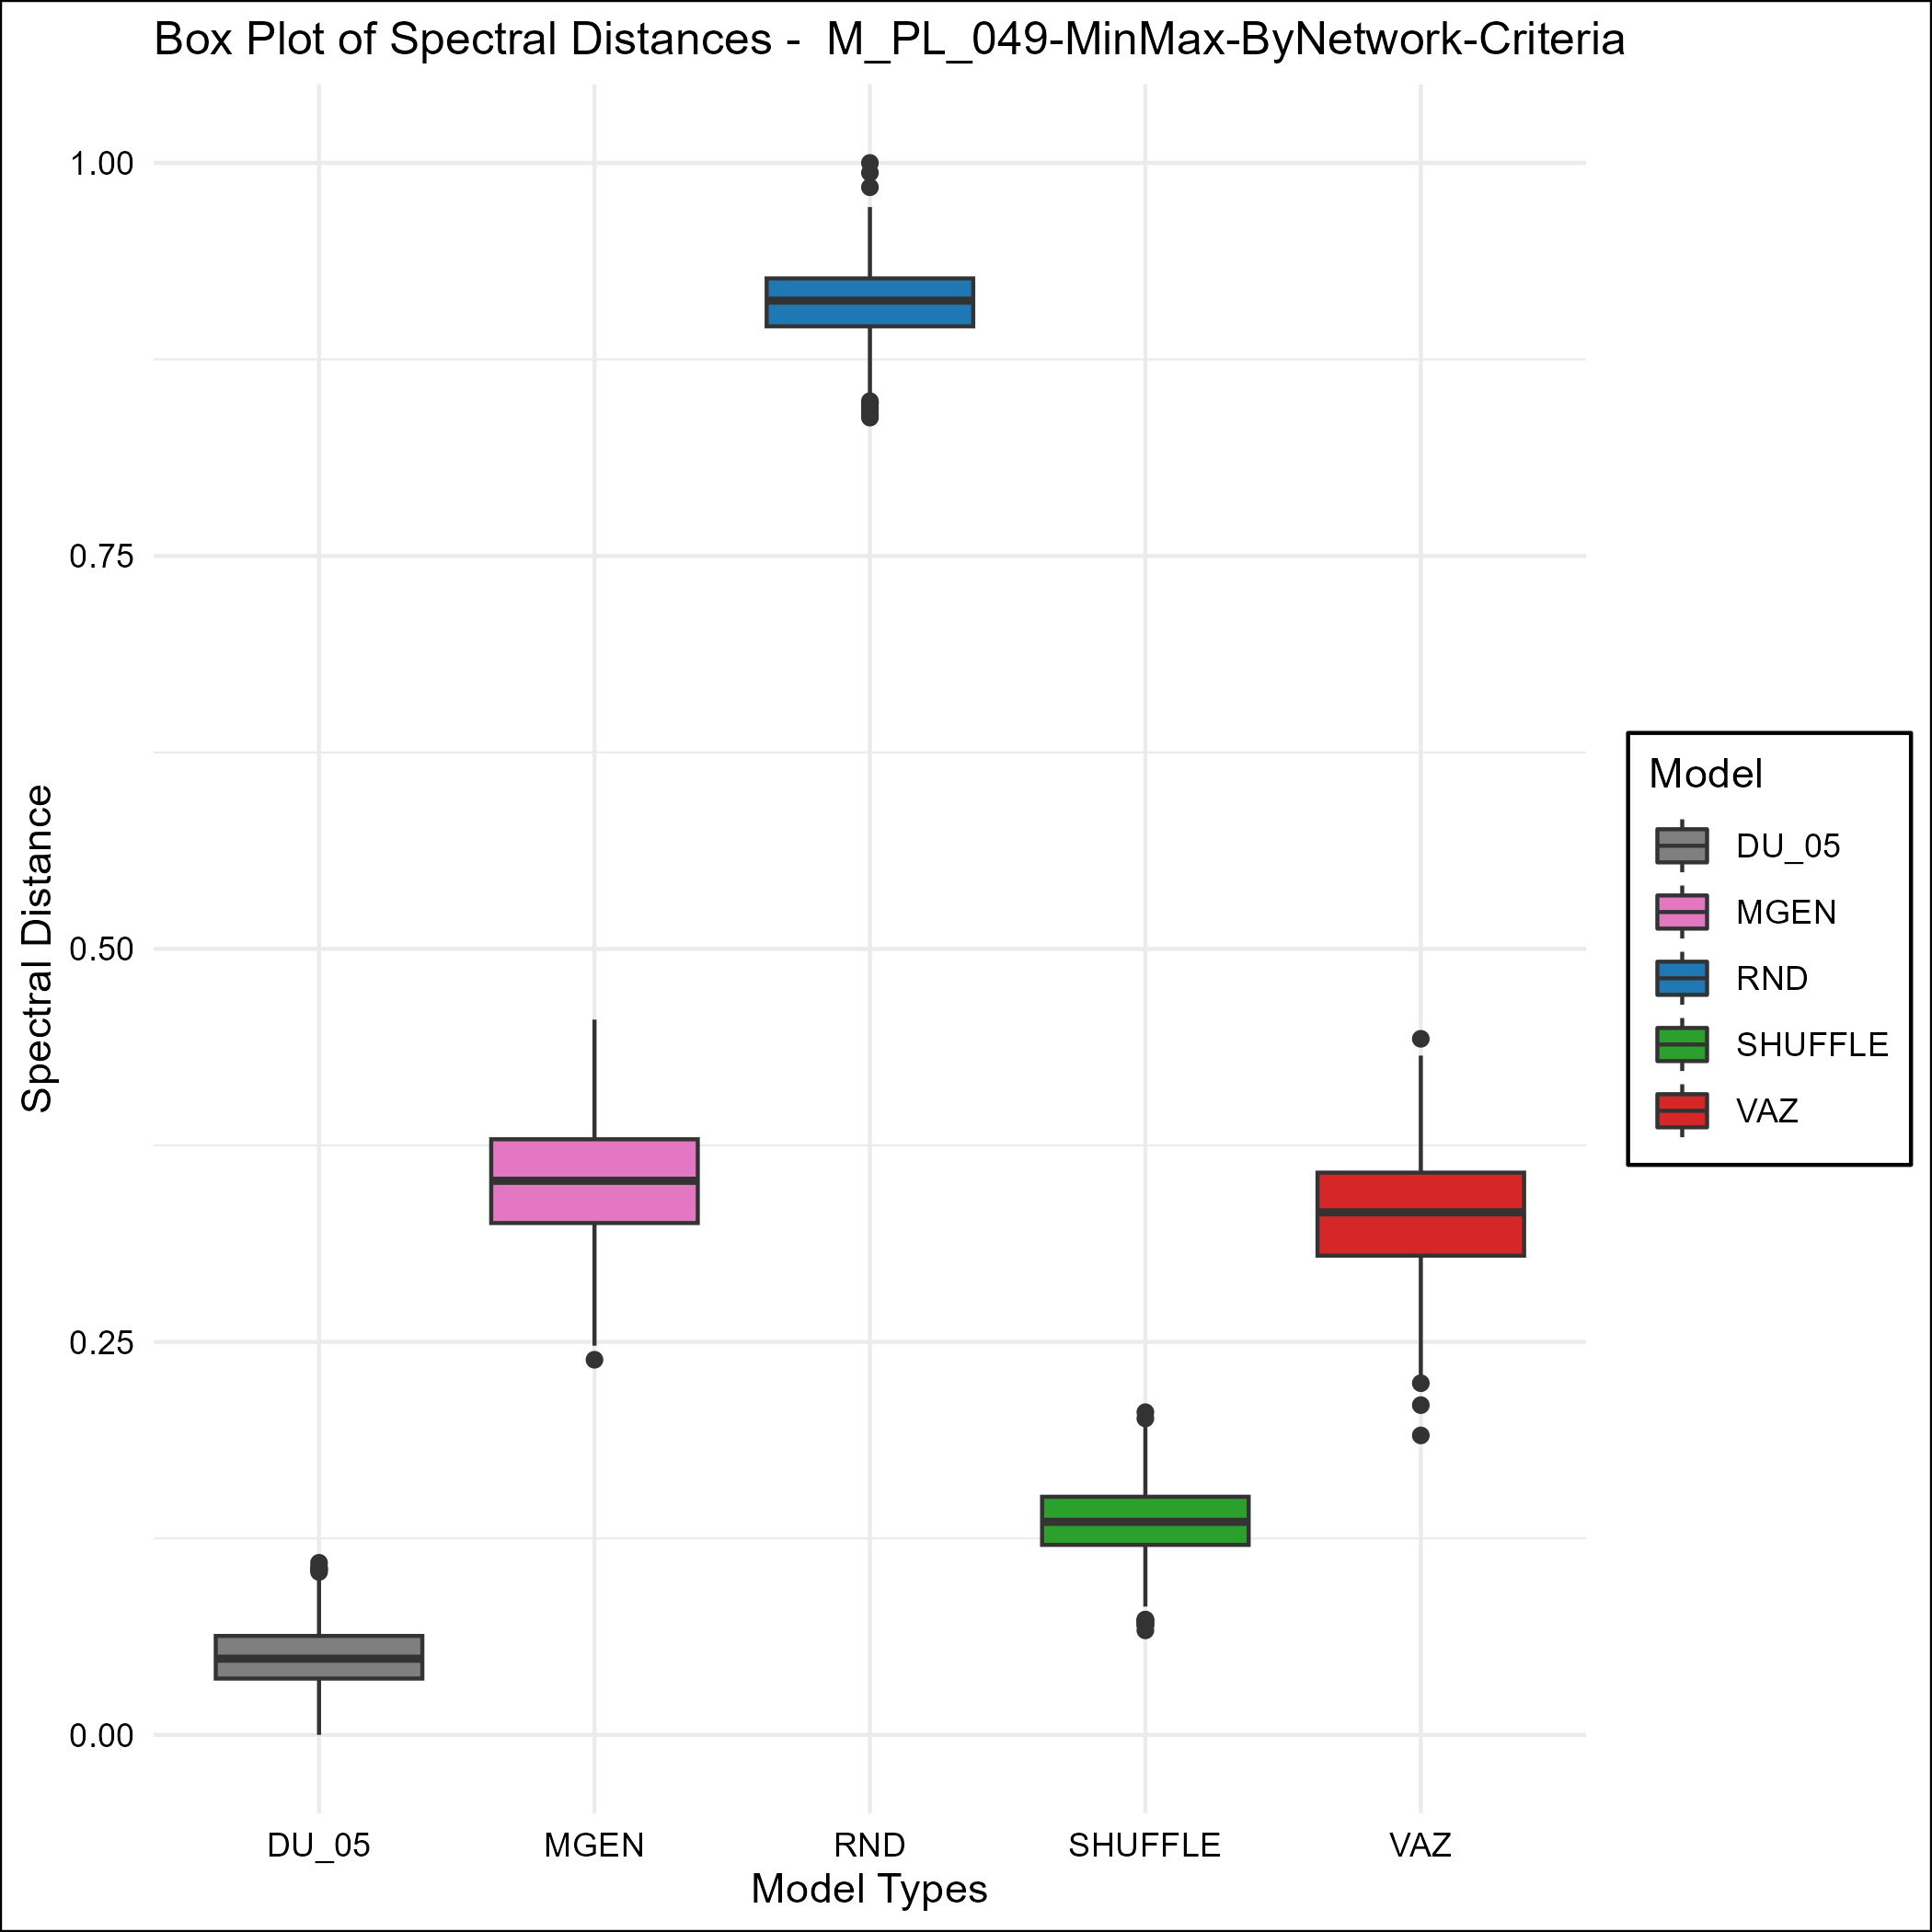 Box Plot of Spectral Distances -  M_PL_049-MinMax-ByNetwork-Criteria
Spectral Distance
1.00
0.75
0.50
0.25
0.00
DU_05
MGEN
RND
SHUFFLE
VAZ
Model Types
Model
DU_05
MGEN
RND
SHUFFLE
VAZ